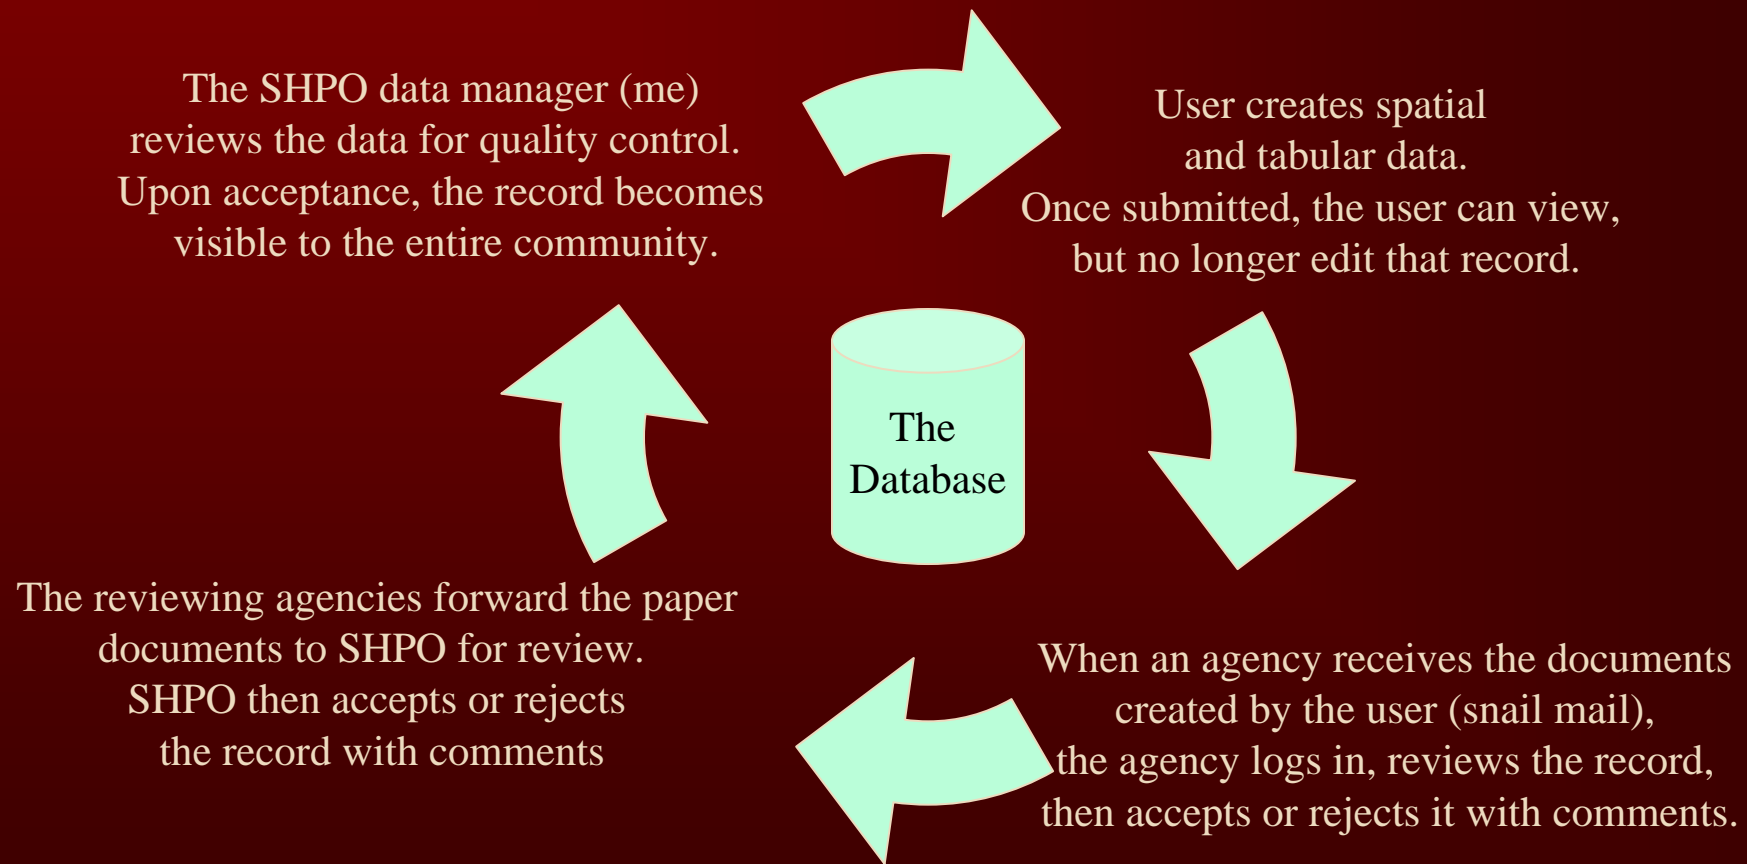 The SHPO data manager (me)
reviews the data for quality control.
Upon acceptance, the record becomes
visible to the entire community.
User creates spatial
and tabular data.
Once submitted, the user can view,
but no longer edit that record.
The
Database
The reviewing agencies forward the paper
documents to SHPO for review.
SHPO then accepts or rejects
the record with comments
When an agency receives the documents
created by the user (snail mail),
the agency logs in, reviews the record,
then accepts or rejects it with comments.